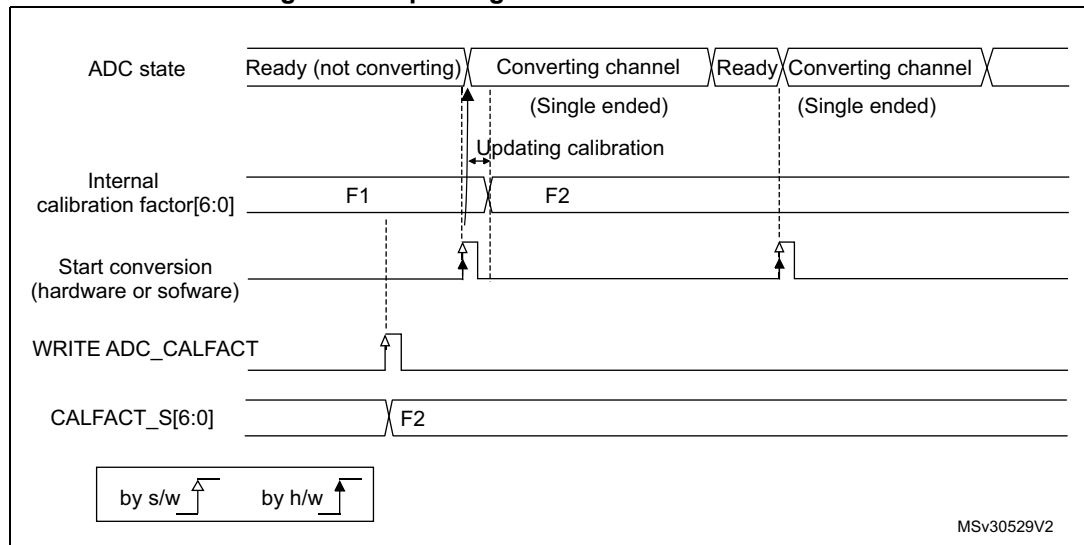 ADC state
Ready (not converting)
Converting channel
Ready
Converting channel
(Single ended)
(Single ended)
Updating calibration
Internal
calibration factor[6:0]
F1
F2
Start conversion
(hardware or sofware)
WRITE ADC_CALFACT
CALFACT_S[6:0]
F2
by s/w
by h/w
MSv30529V2